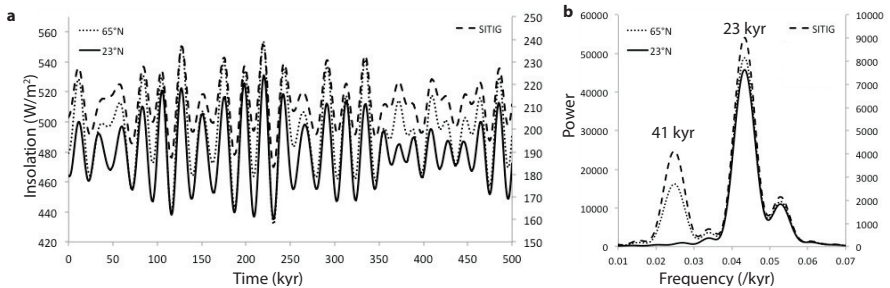 a
65°N
23°N
SITIG
560
540
520
500
480
460
440
420
Insolation (W/m²)
250
240
230
220
210
200
190
180
170
160
150
0 50 100 150 200 250 300 350 400 450 500
Time (kyr)
b
65°N
23°N
SITIG
23 kyr
41 kyr
60000
50000
40000
30000
20000
10000
0
Power
9000
8000
7000
6000
5000
4000
3000
2000
1000
0
0.01 0.02 0.03 0.04 0.05 0.06 0.07
Frequency (/kyr)